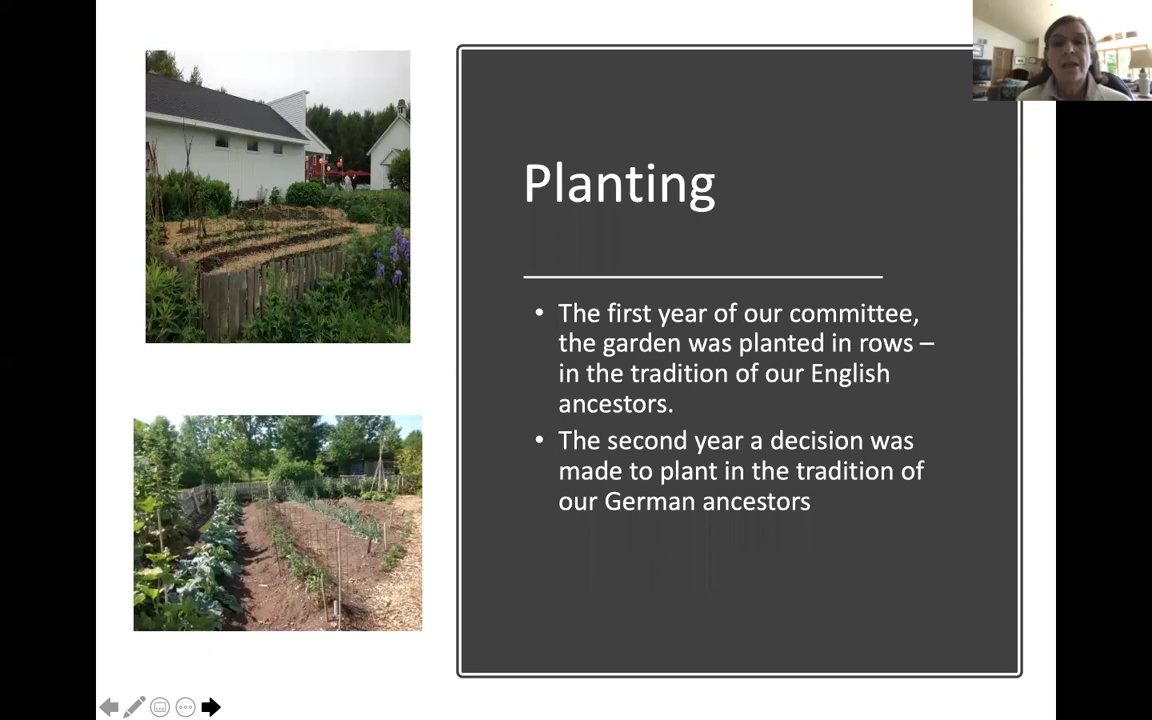 Planting
• The first year of our committee,
the garden was planted in rows –
in the tradition of our English
ancestors.
• The second year a decision was
made to plant in the tradition of
our German ancestors